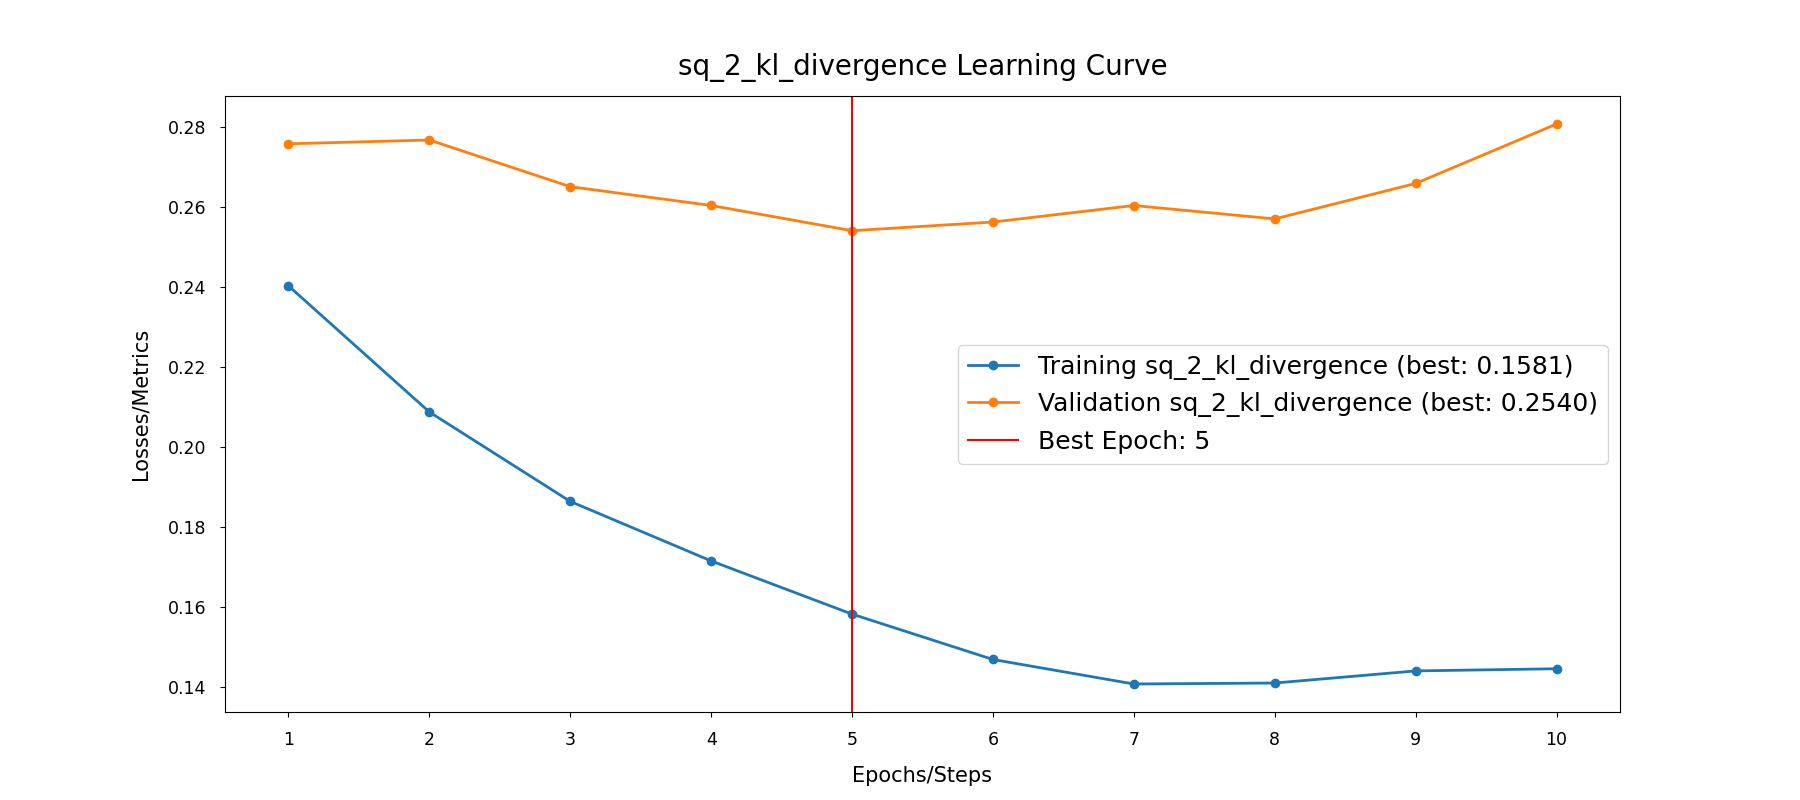 sq_2_kl_divergence Learning Curve
Losses/Metrics
0.28
0.26
0.24
0.22
0.20
0.18
0.16
0.14
Training sq_2_kl_divergence (best: 0.1581)
Validation sq_2_kl_divergence (best: 0.2540)
Best Epoch: 5
1 2 3 4 5 6 7 8 9 10
Epochs/Steps